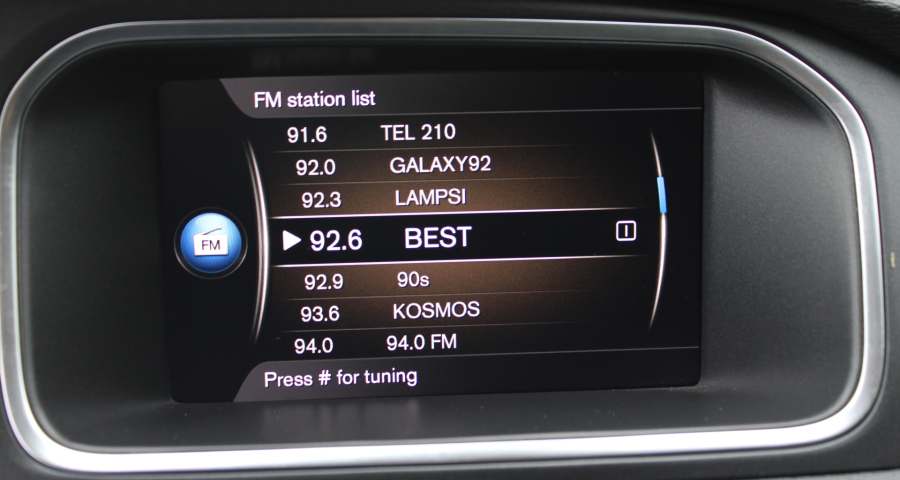 FM station list
91.6 TEL 210
92.0 GALAXY92
92.3 LAMPSI
FM
92.6 BEST 1
92.9 90s
93.6 KOSMOS
94.0 94.0 FM
Press # for tuning